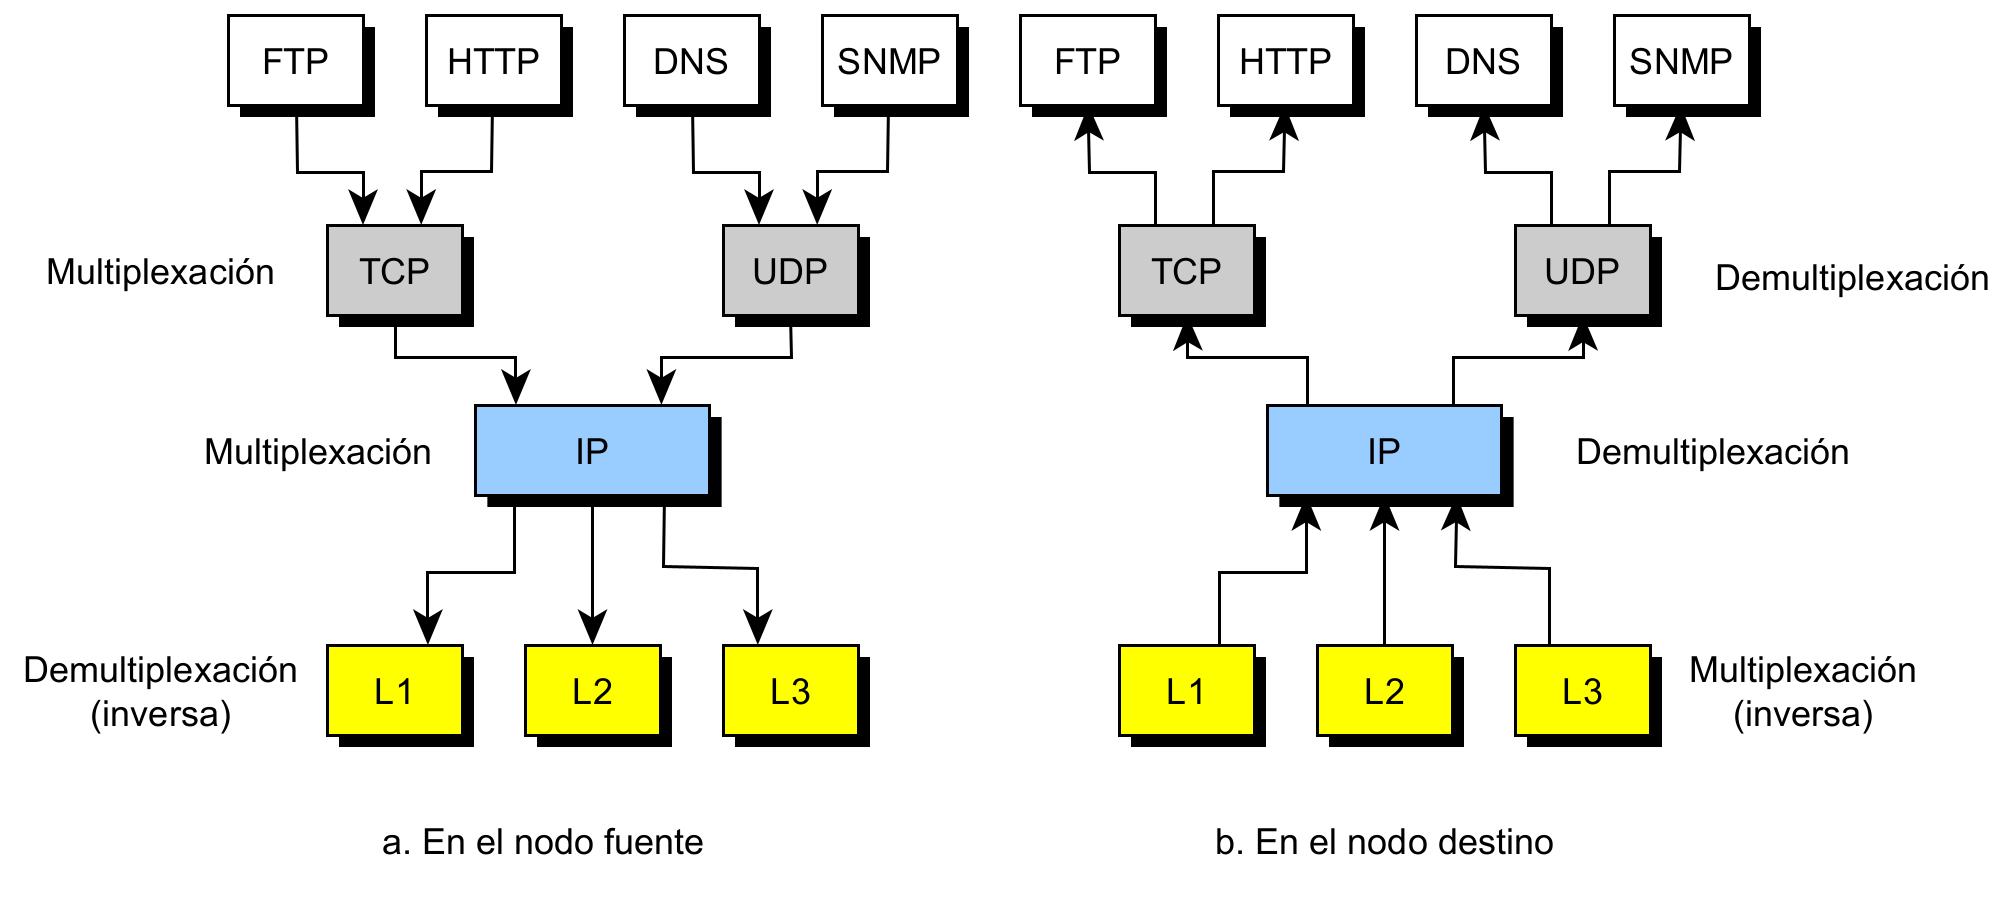 FTP HTTP DNS SNMP FTP HTTP DNS SNMP
Multiplexación TCP UDP TCP UDP Demultiplexación
Multiplexación IP IP Demultiplexación
Demultiplexación
(inversa)
L1 L2 L3 L1 L2 L3
Multiplexación
(inversa)
a. En el nodo fuente
b. En el nodo destino